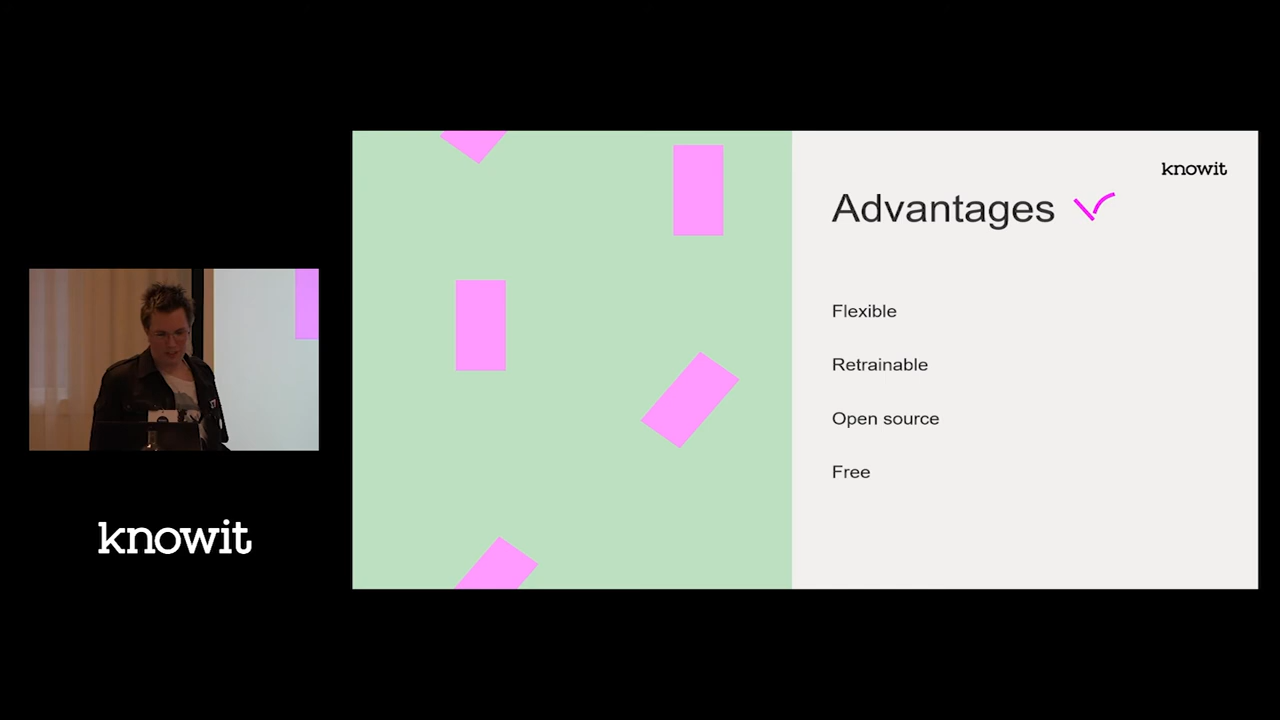 knowit
Advantages
Flexible
Retrainable
Open source
Free
knowit